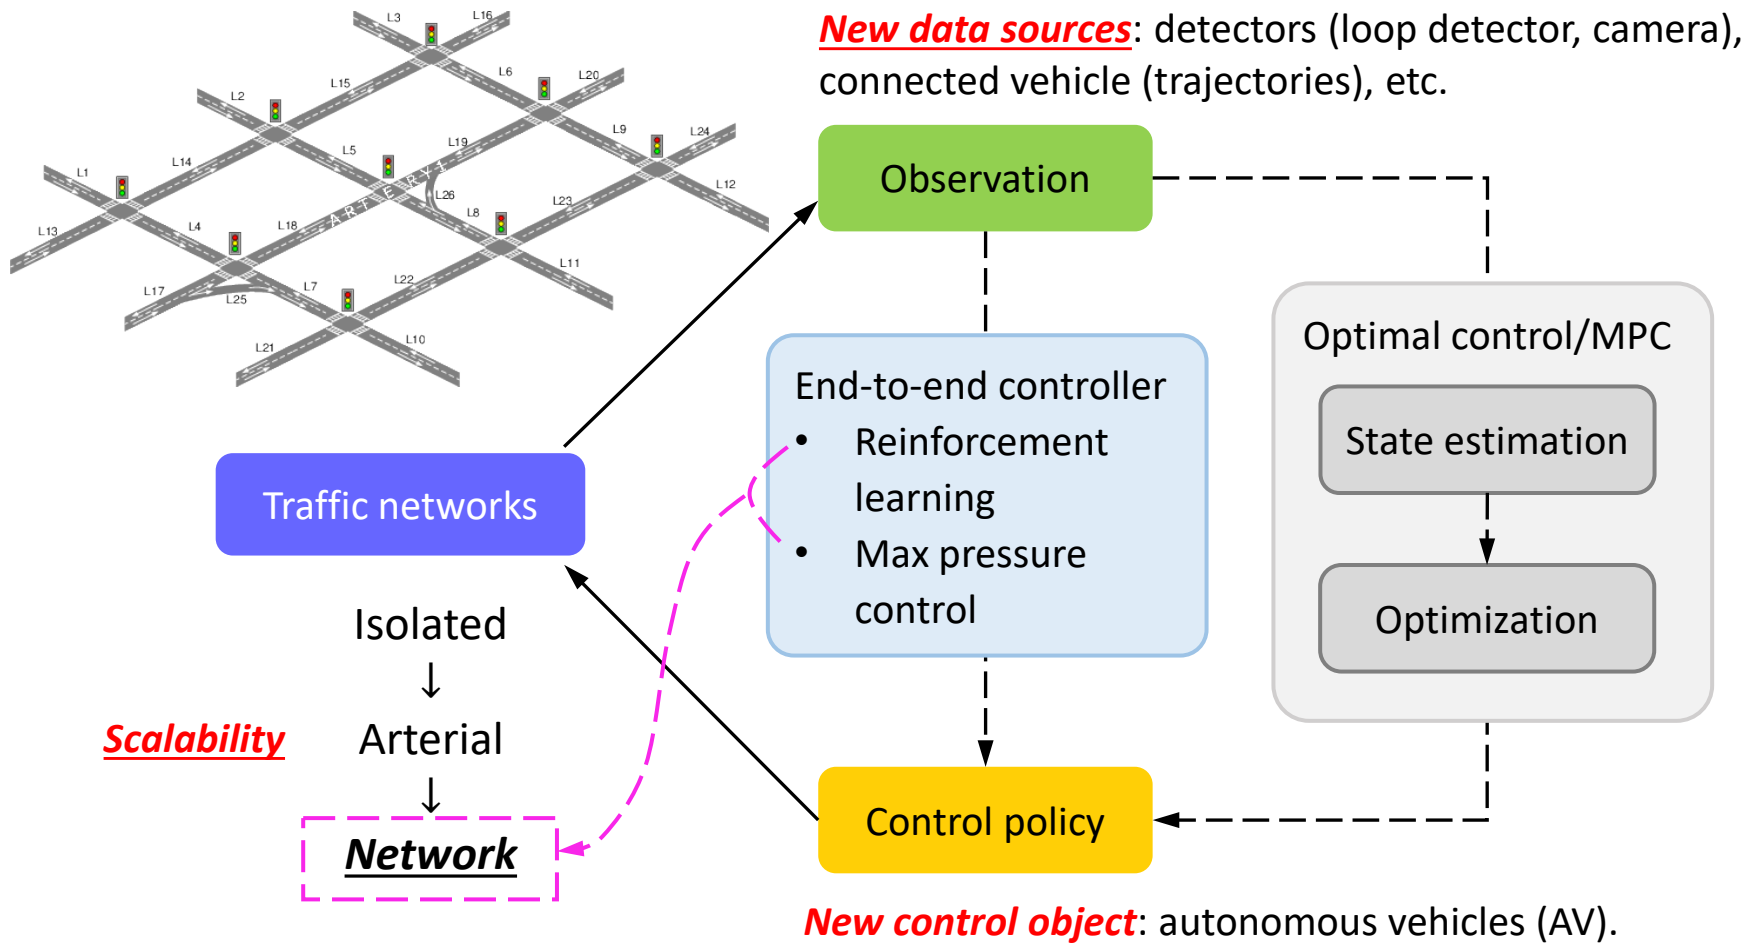 New data sources: detectors (loop detector, camera),
connected vehicle (trajectories), etc.
L3
L16
L6
L20
L15
L2
L9
L24
L19
L5
L14
L1
L12
L26
ARTERY1
L23
L8
L18
L4
L13
L11
L22
L7
L17
L25
L10
L21
Observation
Optimal control/MPC
State estimation
Optimization
End-to-end controller
• Reinforcement
learning
• Max pressure
control
Traffic networks
Isolated
↓
Scalability
Arterial
↓
Network
Control policy
New control object: autonomous vehicles (AV).